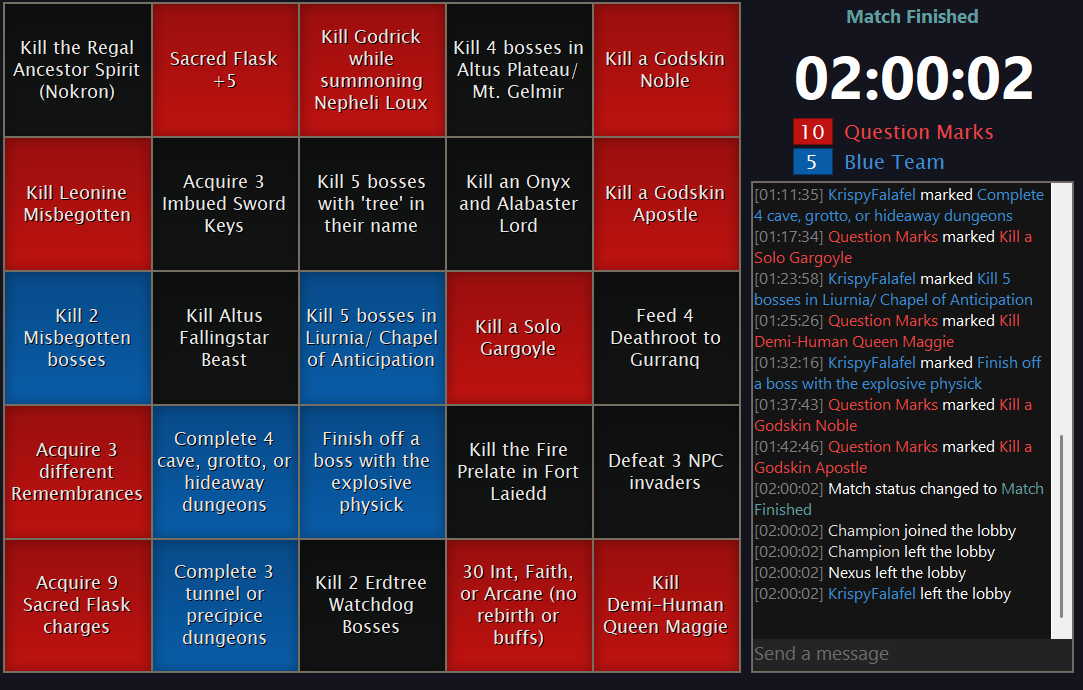 Kill the Regal
Ancestor Spirit
(Nokron)
Sacred Flask
+5
Kill Godrick
while
summoning
Nepheli Loux
Kill 4 bosses in
Altus Plateau/
Mt. Gelmir
Kill a Godskin
Noble
Kill Leonine
Misbegotten
Acquire 3
Imbued Sword
Keys
Kill 5 bosses
with 'tree' in
their name
Kill an Onyx
and Alabaster
Lord
Kill a Godskin
Apostle
Kill 2
Misbegotten
bosses
Kill Altus
Fallingstar
Beast
Kill 5 bosses in
Liurnia/ Chapel
of Anticipation
Kill a Solo
Gargoyle
Feed 4
Deathroot to
Gurranq
Acquire 3
different
Remembrances
Complete 4
cave, grotto, or
hideaway
dungeons
Finish off a
boss with the
explosive
physick
Kill the Fire
Prelate in Fort
Laiedd
Defeat 3 NPC
invaders
Acquire 9
Sacred Flask
charges
Complete 3
tunnel or
precipice
dungeons
Kill 2 Erdtree
Watchdog
Bosses
30 Int, Faith,
or Arcane (no
rebirth or
buffs)
Kill
Demi-Human
Queen Maggie
Match Finished
02:00:02
10 Question Marks
5 Blue Team
[01:11:35] KrispyFalafel marked Complete
4 cave, grotto, or hideaway dungeons
[01:17:34] Question Marks marked Kill a
Solo Gargoyle
[01:23:58] KrispyFalafel marked Kill 5
bosses in Liurnia/ Chapel of Anticipation
[01:25:26] Question Marks marked Kill
Demi-Human Queen Maggie
[01:32:16] KrispyFalafel marked Finish off
a boss with the explosive physick
[01:37:43] Question Marks marked Kill a
Godskin Noble
[01:42:46] Question Marks marked Kill a
Godskin Apostle
[02:00:02] Match status changed to Match
Finished
[02:00:02] Champion joined the lobby
[02:00:02] Champion left the lobby
[02:00:02] Nexus left the lobby
[02:00:02] KrispyFalafel left the lobby
Send a message